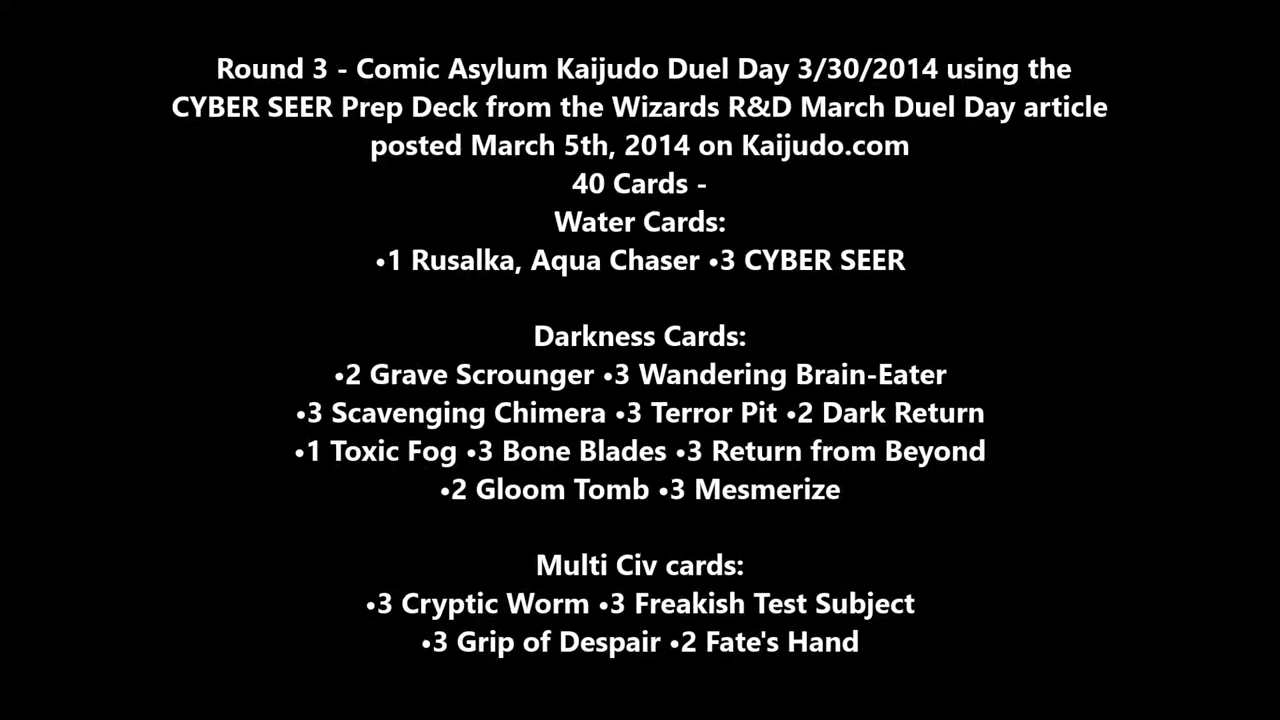 Round 3 - Comic Asylum Kaijudo Duel Day 3/30/2014 using the
CYBER SEER Prep Deck from the Wizards R&D March Duel Day article
posted March 5th, 2014 on Kaijudo.com
40 Cards -
Water Cards:
•1 Rusalka, Aqua Chaser •3 CYBER SEER
Darkness Cards:
•2 Grave Scrounger •3 Wandering Brain-Eater
•3 Scavenging Chimera •3 Terror Pit •2 Dark Return
•1 Toxic Fog •3 Bone Blades •3 Return from Beyond
•2 Gloom Tomb •3 Mesmerize
Multi Civ cards:
•3 Cryptic Worm •3 Freakish Test Subject
•3 Grip of Despair •2 Fate's Hand